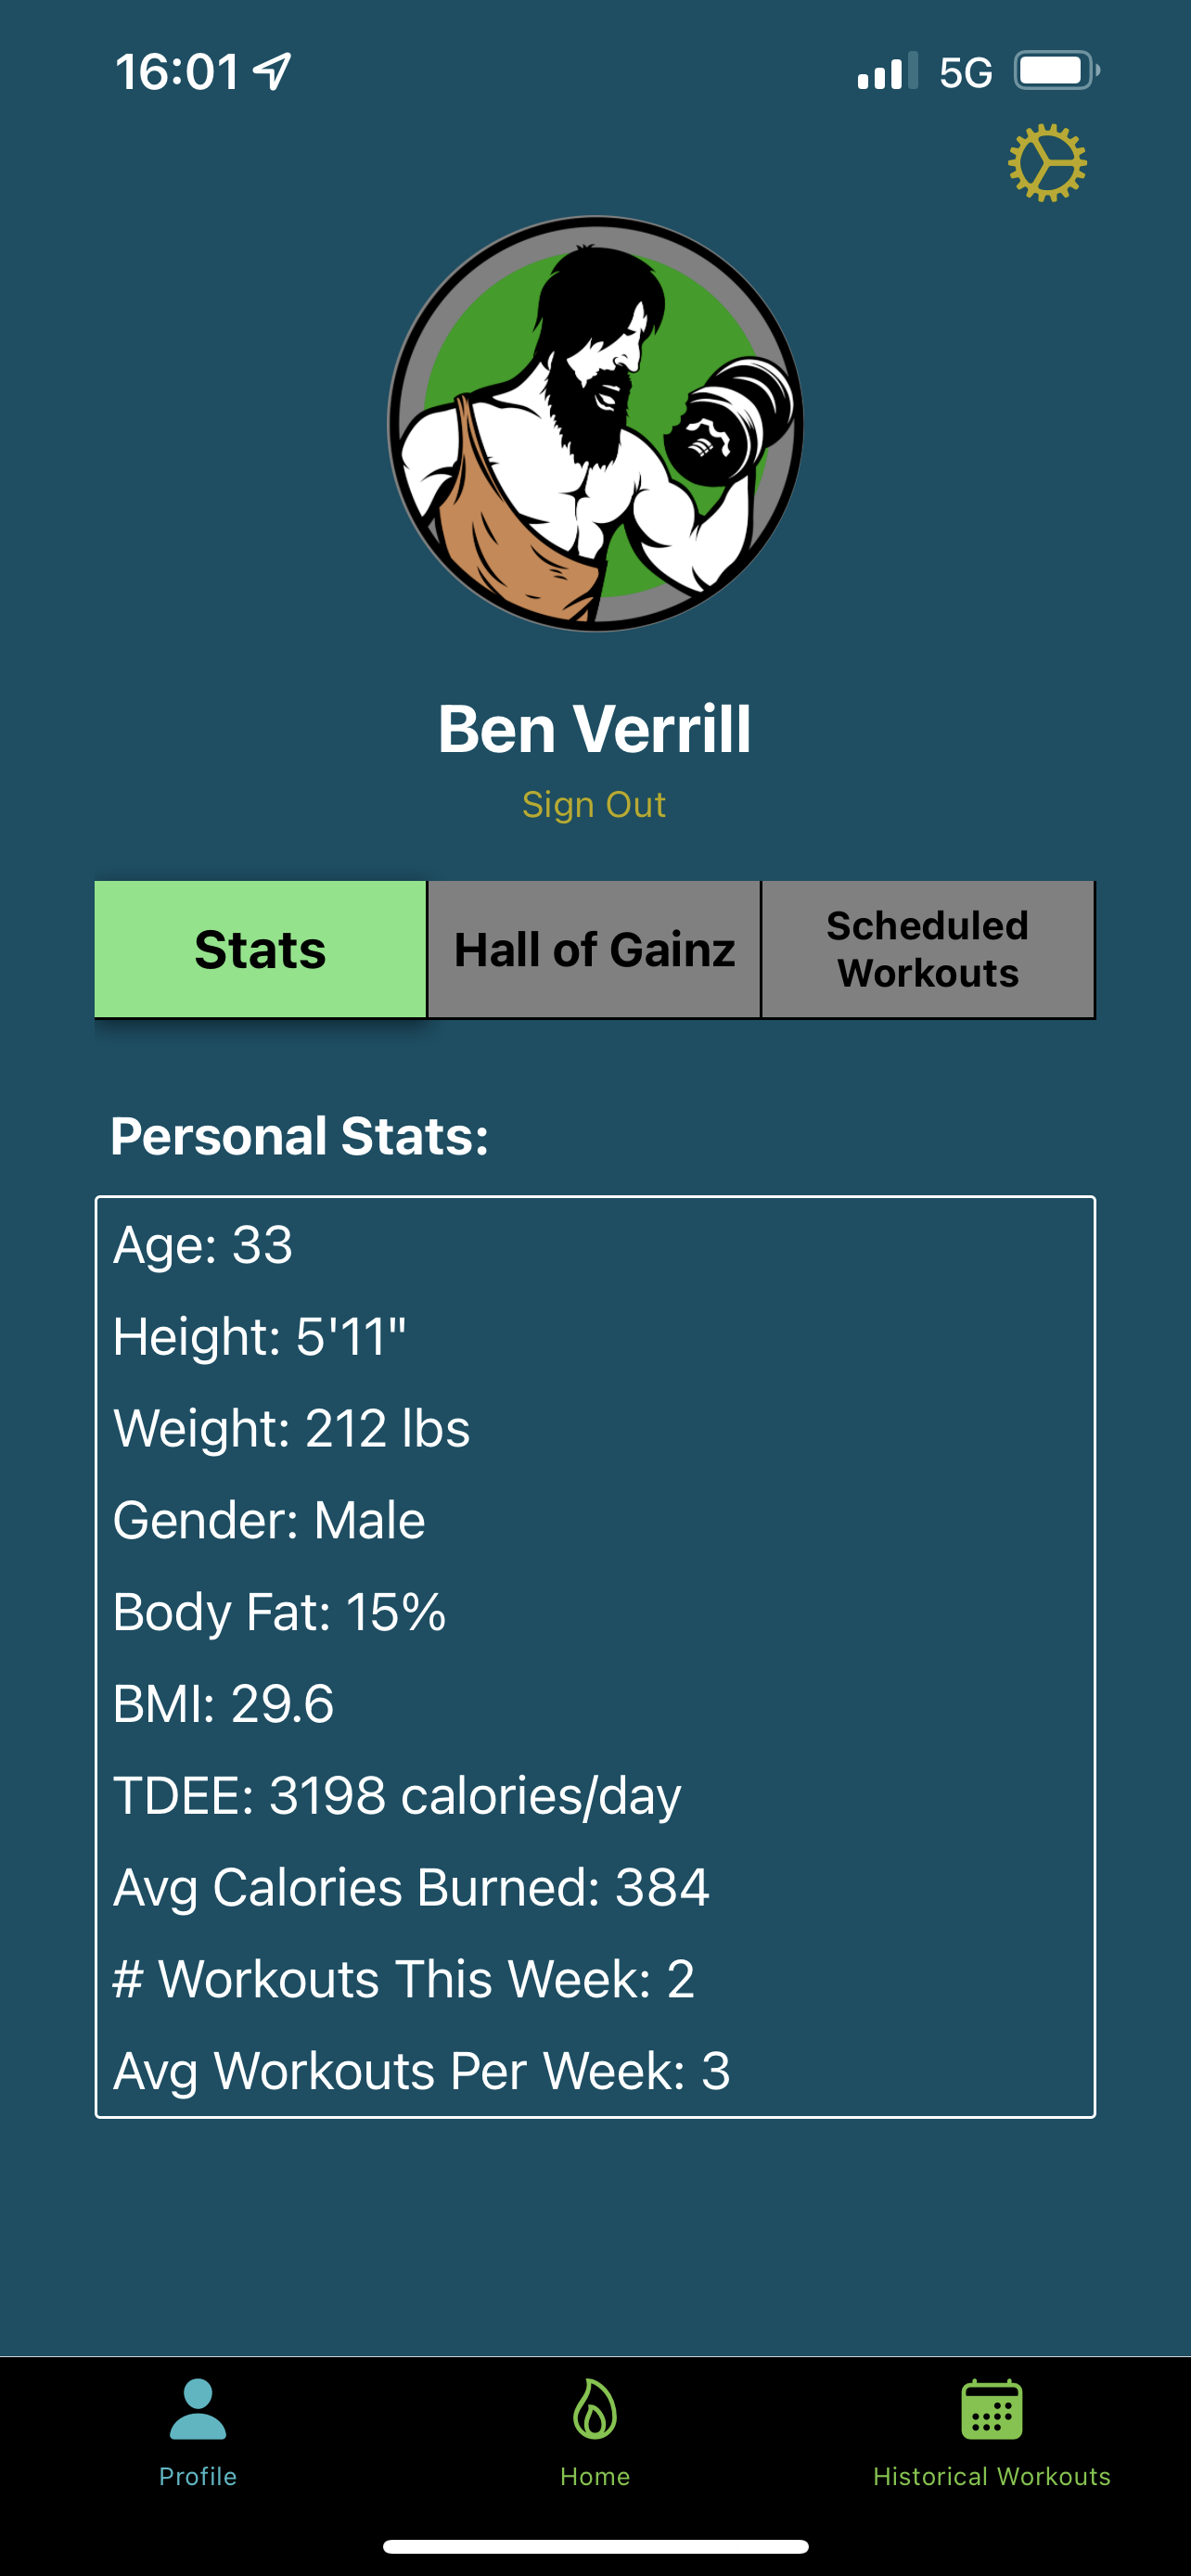 16:01 5G
Ben Verrill
Sign Out
Stats
Hall of Gainz
Scheduled
Workouts
Personal Stats:
Age: 33
Height: 5'11"
Weight: 212 lbs
Gender: Male
Body Fat: 15%
BMI: 29.6
TDEE: 3198 calories/day
Avg Calories Burned: 384
# Workouts This Week: 2
Avg Workouts Per Week: 3
Profile
Home
Historical Workouts